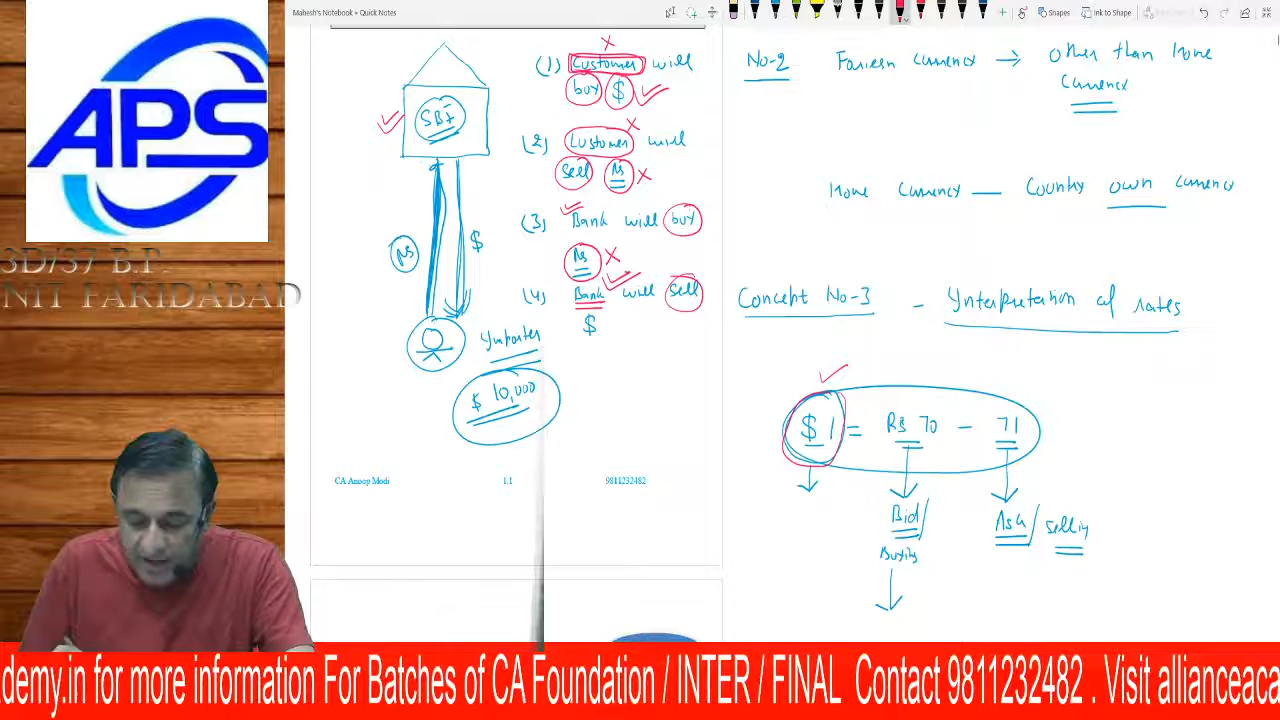 Mahesh's Notebook » Quick Notes
Shapes
Ink to Shape
APS
3D/37 B.P.
NIT FARIDABAD
SBI
Rs
$
Importer
$ 10,000
(1) Customer will
buy $
(2) Customer will
sell Rs
(3) Bank will buy
Rs
(4) Bank will sell
$
CA Anoop Modi
1.1
9811232482
No-2 Foriegn currency → other than Home
currency
Home currency — Country own currency
Concept No-3 - Interpretation of rates
$ 1 = Rs 70 - 71
Bid/
Buying
Ask/ selling
demy.in for more information For Batches of CA Foundation / INTER / FINAL Contact 9811232482 . Visit allianceaca